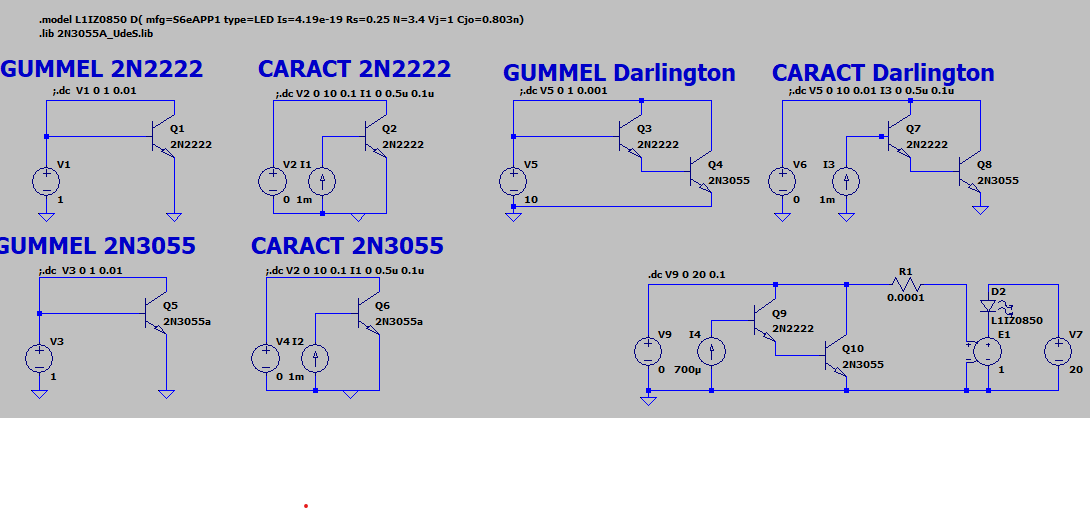 .model L1IZ0850 D( mfg=S6eAPP1 type=LED Is=4.19e-19 Rs=0.25 N=3.4 Vj=1 Cjo=0.803n)
.lib 2N3055A_UdeS.lib
GUMMEL 2N2222
;.dc V1 0 1 0.01
Q1
2N2222
V1
1
CARACT 2N2222
;.dc V2 0 10 0.1 I1 0 0.5u 0.1u
Q2
2N2222
V2 I1
0 1m
GUMMEL Darlington
;.dc V5 0 1 0.001
Q3
2N2222
Q4
2N3055
V5
10
CARACT Darlington
;.dc V5 0 10 0.01 I3 0 0.5u 0.1u
Q7
2N2222
Q8
2N3055
V6 I3
0 1m
GUMMEL 2N3055
;.dc V3 0 1 0.01
Q5
2N3055a
V3
1
CARACT 2N3055
;.dc V2 0 10 0.1 I1 0 0.5u 0.1u
Q6
2N3055a
V4 I2
0 1m
.dc V9 0 20 0.1
R1
0.0001
Q9
2N2222
D2
L1IZ0850
V9 I4
E1
V7
Q10
2N3055
0 700µ
1
20